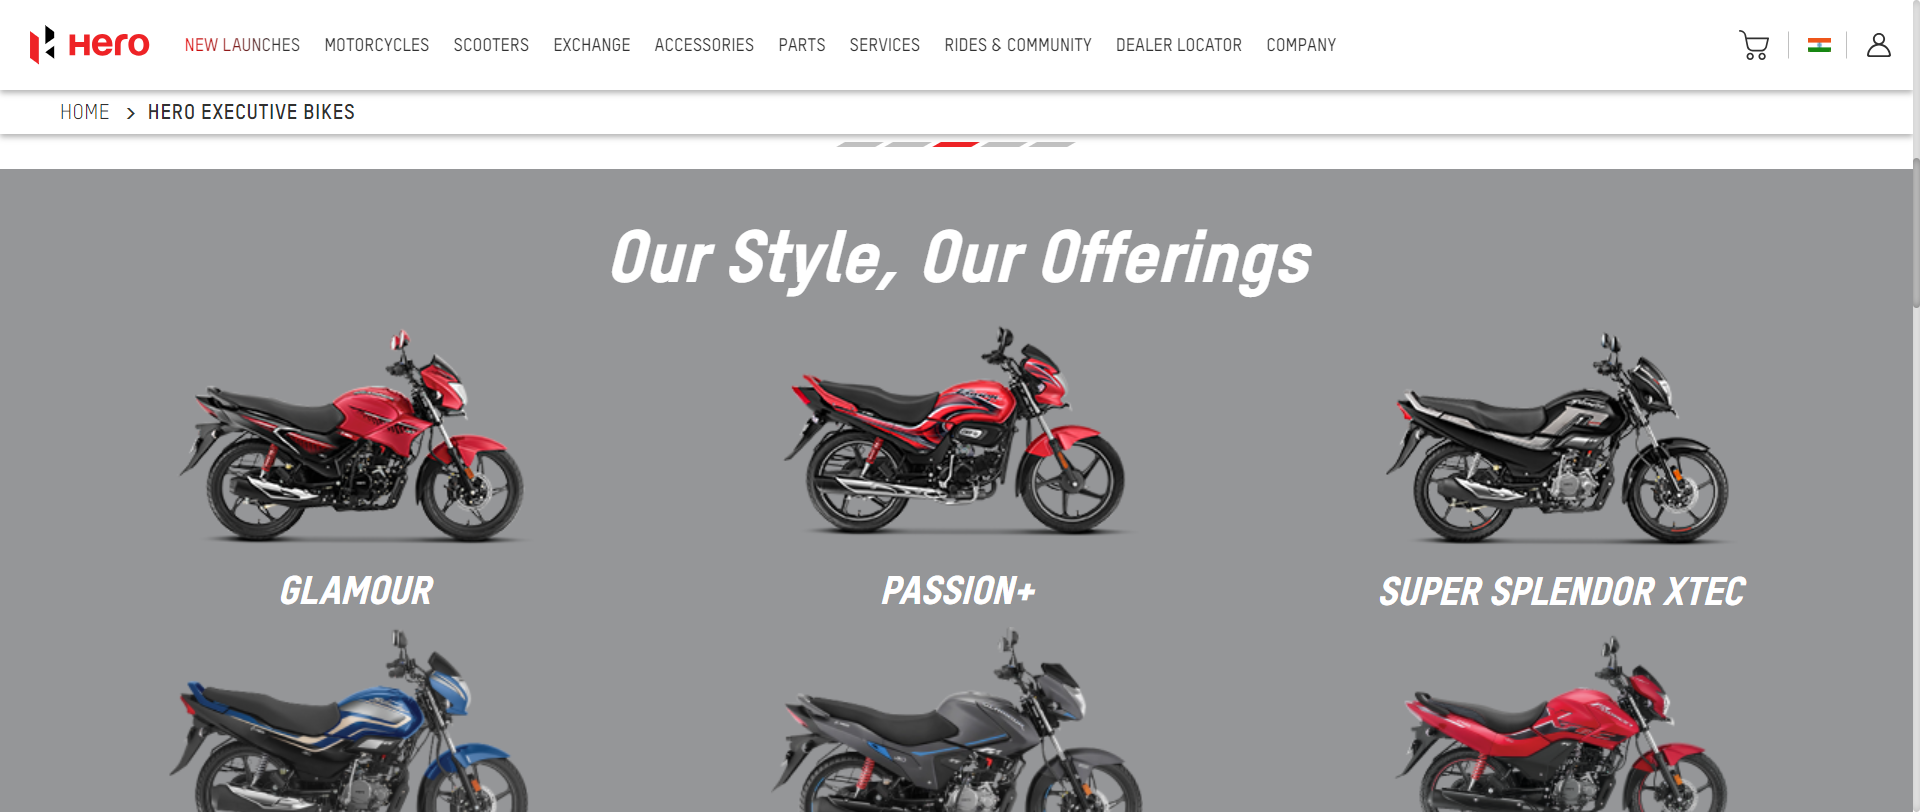 Hero NEW LAUNCHES MOTORCYCLES SCOOTERS EXCHANGE ACCESSORIES PARTS SERVICES RIDES & COMMUNITY DEALER LOCATOR COMPANY
HOME > HERO EXECUTIVE BIKES
Our Style, Our Offerings
GLAMOUR PASSION+ SUPER SPLENDOR XTEC